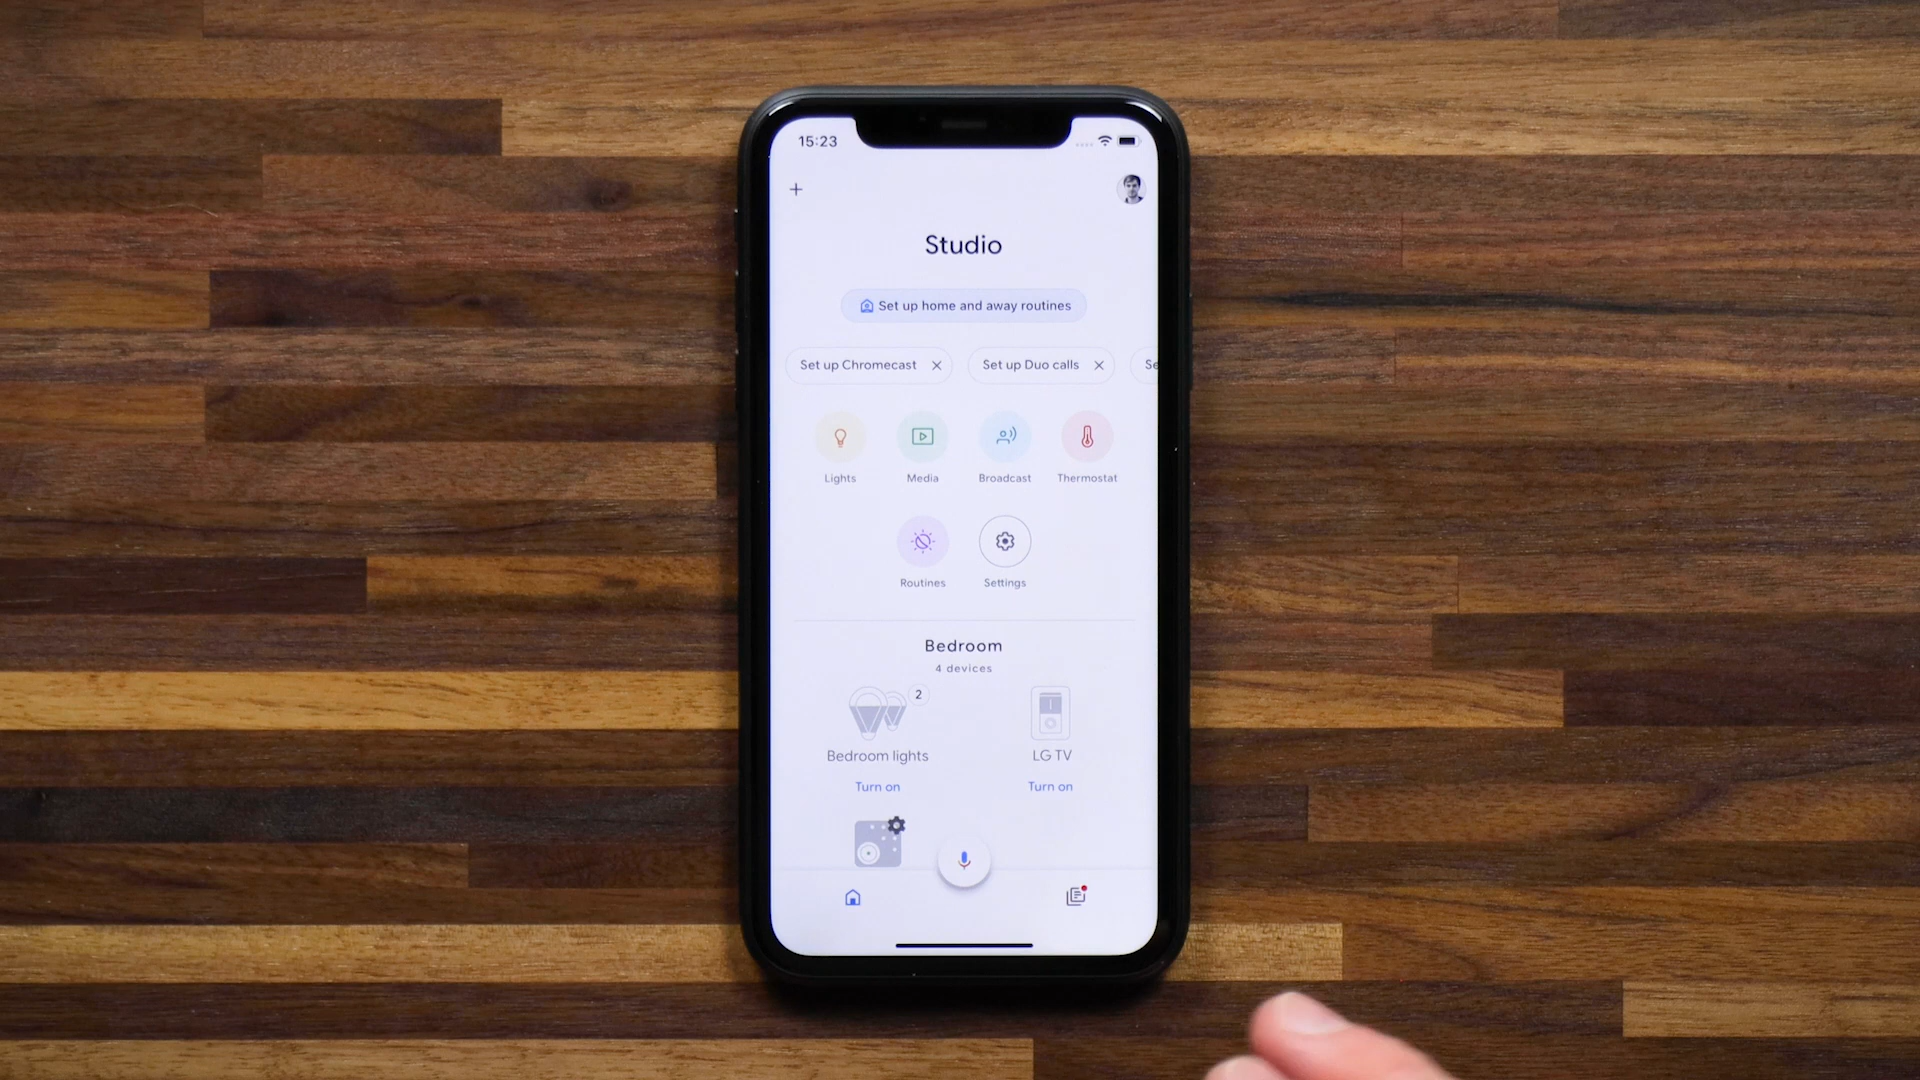 15:23
Studio
Set up home and away routines
Set up Chromecast
Set up Duo calls
Se
Lights
Media
Broadcast
Thermostat
Routines
Settings
Bedroom
4 devices
2
Bedroom lights
LG TV
Turn on
Turn on